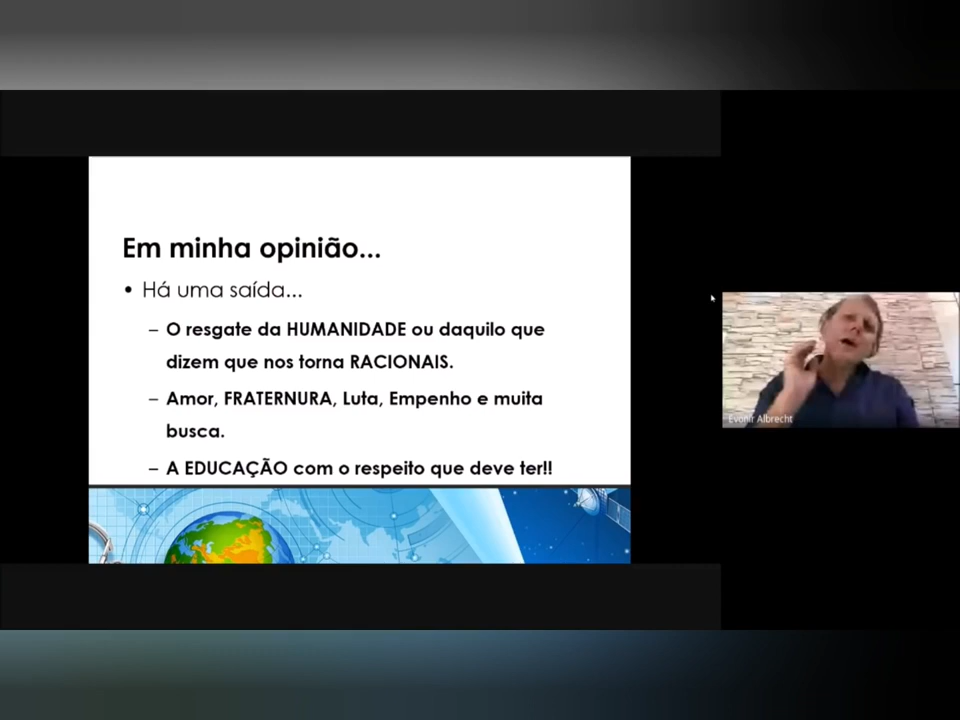 Em minha opinião...
• Há uma saída...
– O resgate da HUMANIDADE ou daquilo que
dizem que nos torna RACIONAIS.
– Amor, FRATERNURA, Luta, Empenho e muita
busca.
– A EDUCAÇÃO com o respeito que deve ter!!
Evonir Albrecht